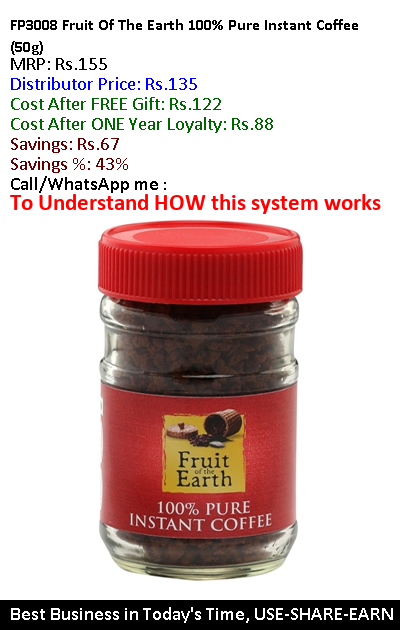 FP3008 Fruit Of The Earth 100% Pure Instant Coffee
(50g)
MRP: Rs.155
Distributor Price: Rs.135
Cost After FREE Gift: Rs.122
Cost After ONE Year Loyalty: Rs.88
Savings: Rs.67
Savings %: 43%
Call/WhatsApp me :
To Understand HOW this system works
Fruit
of the
Earth
100% PURE
INSTANT COFFEE
Best Business in Today's Time, USE-SHARE-EARN